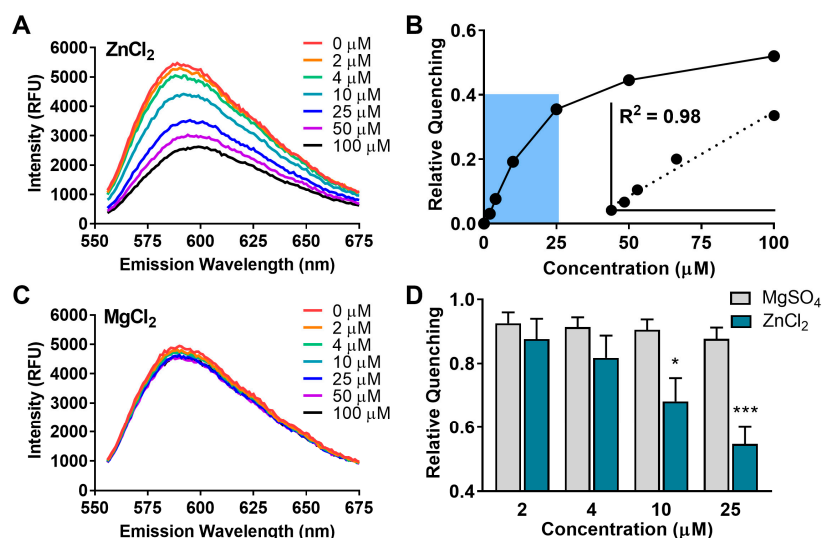 A
ZnCl2
Intensity (RFU)
6000
5000
4000
3000
2000
1000
0
550
575
600
625
650
675
Emission Wavelength (nm)
0 μM
2 μM
4 μM
10 μM
25 μM
50 μM
100 μM
B
Relative Quenching
0.6
0.4
0.2
0.0
0
25
50
75
100
Concentration (μM)
R2 = 0.98
C
MgCl2
Intensity (RFU)
6000
5000
4000
3000
2000
1000
0
550
575
600
625
650
675
Emission Wavelength (nm)
0 μM
2 μM
4 μM
10 μM
25 μM
50 μM
100 μM
D
Relative Quenching
1.0
0.8
0.6
0.4
2
4
10
25
Concentration (μM)
MgSO4
ZnCl2
*
***